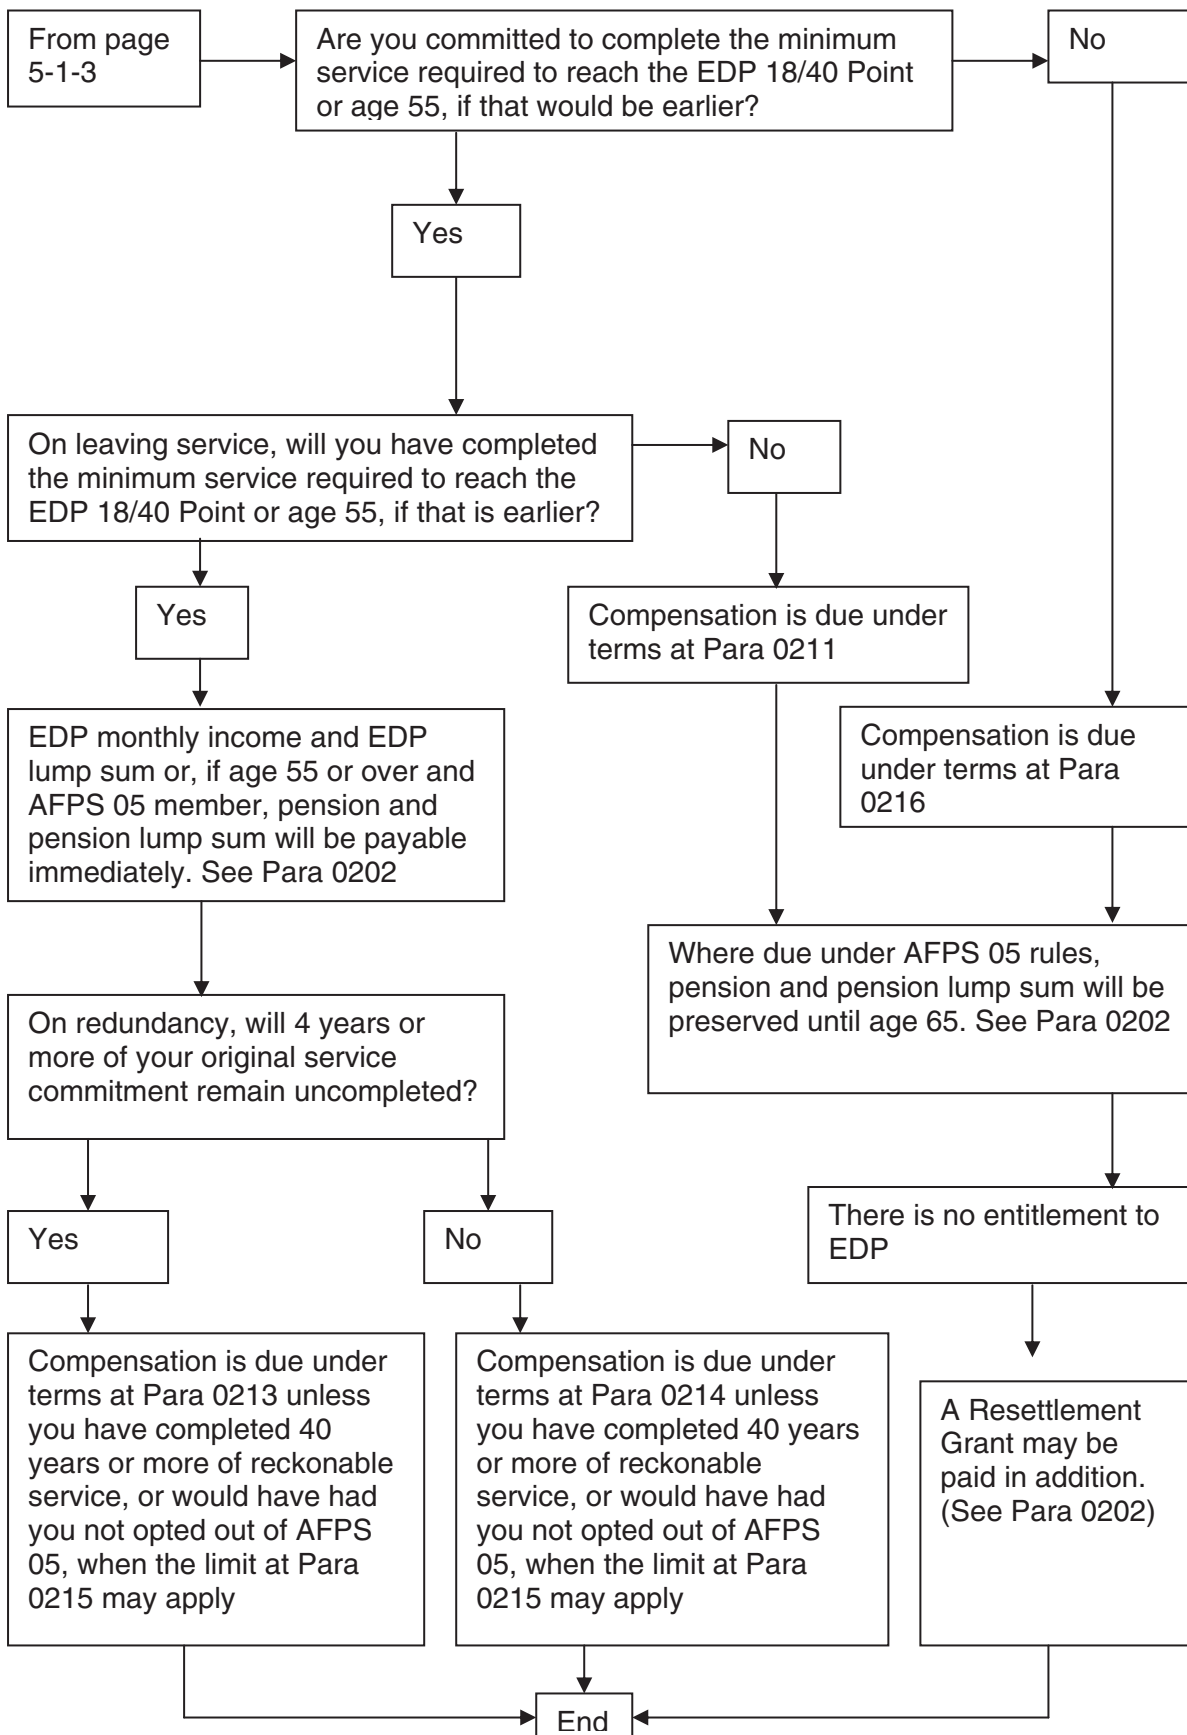 From page
5-1-3
Are you committed to complete the minimum
service required to reach the EDP 18/40 Point
or age 55, if that would be earlier?
No
Yes
On leaving service, will you have completed
the minimum service required to reach the
EDP 18/40 Point or age 55, if that is earlier?
No
Yes
Compensation is due under
terms at Para 0211
EDP monthly income and EDP
lump sum or, if age 55 or over and
AFPS 05 member, pension and
pension lump sum will be payable
immediately. See Para 0202
Compensation is due
under terms at Para
0216
Where due under AFPS 05 rules,
pension and pension lump sum will be
preserved until age 65. See Para 0202
On redundancy, will 4 years or
more of your original service
commitment remain uncompleted?
Yes
No
There is no entitlement to
EDP
Compensation is due under
terms at Para 0213 unless
you have completed 40
years or more of reckonable
service, or would have had
you not opted out of AFPS
05, when the limit at Para
0215 may apply
Compensation is due under
terms at Para 0214 unless
you have completed 40 years
or more of reckonable
service, or would have had
you not opted out of AFPS
05, when the limit at Para
0215 may apply
A Resettlement
Grant may be
paid in addition.
(See Para 0202)
End